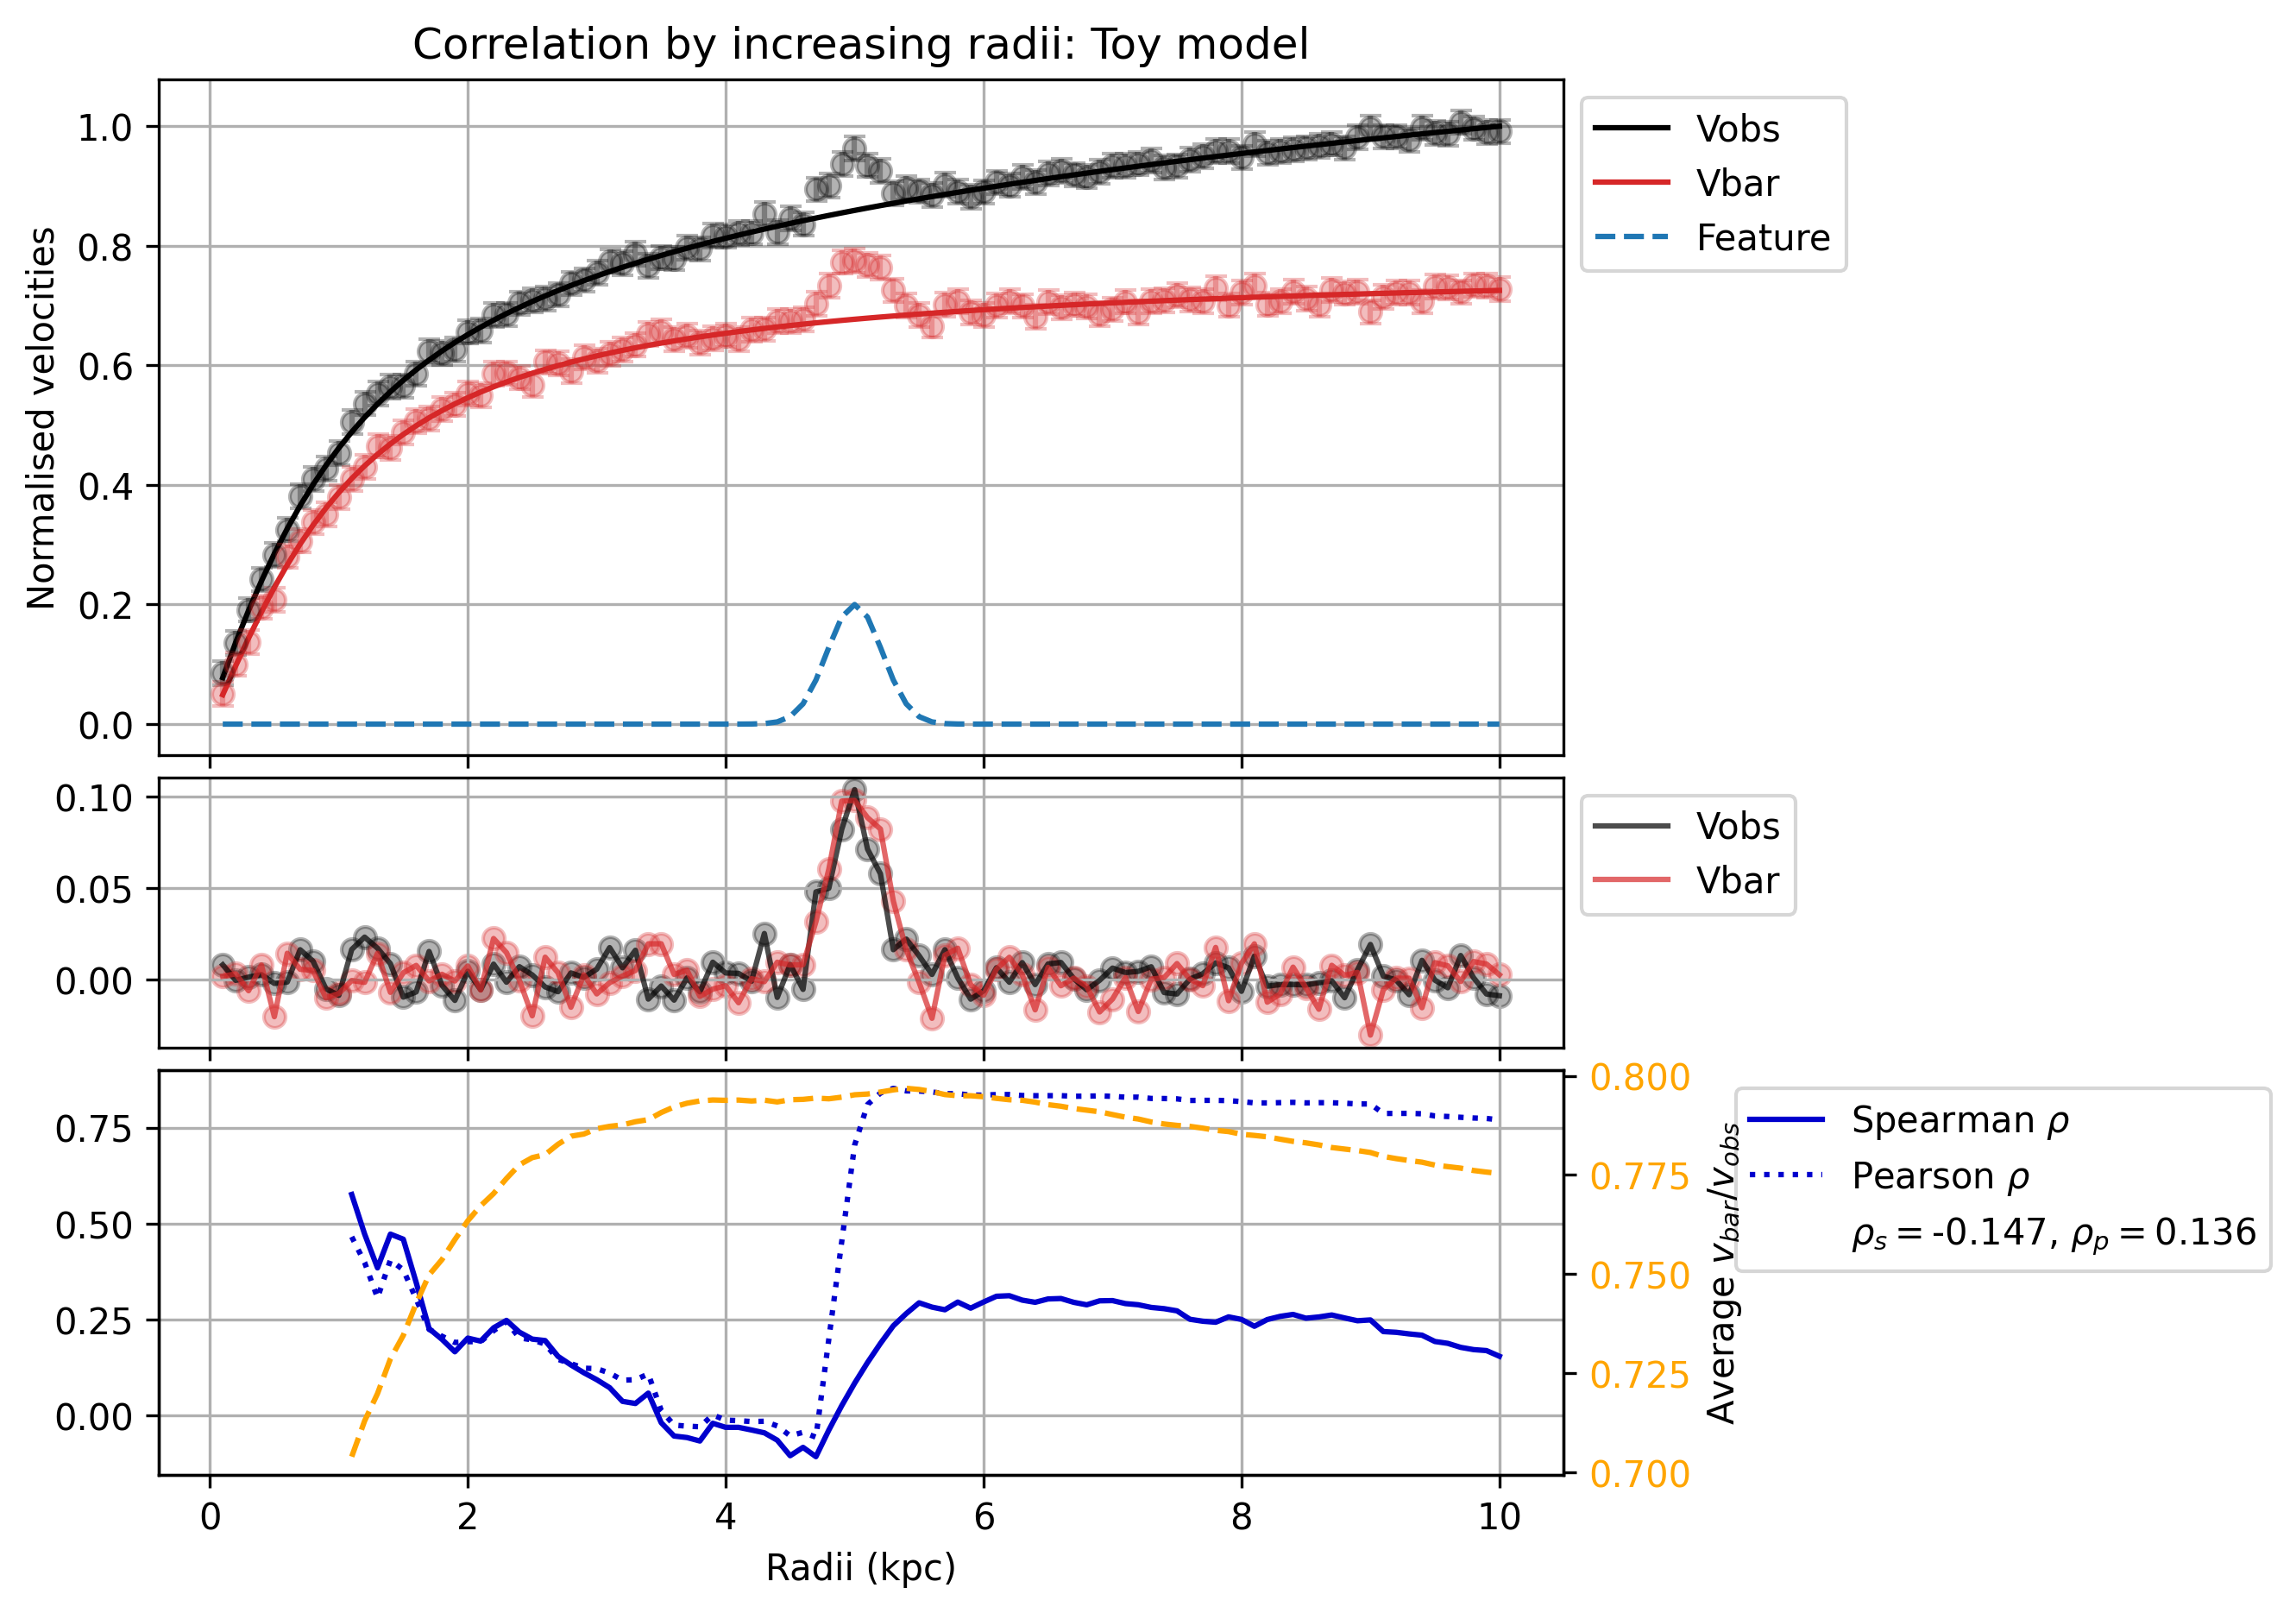 Correlation by increasing radii: Toy model
Normalised velocities
1.0
0.8
0.6
0.4
0.2
0.0
Vobs
Vbar
Feature
0.10
0.05
0.00
Vobs
Vbar
0.75
0.50
0.25
0.00
0.800
0.775
0.750
0.725
0.700
Average v_bar/v_obs
Spearman ρ
Pearson ρ
ρ_s = -0.147, ρ_p = 0.136
0 2 4 6 8 10
Radii (kpc)